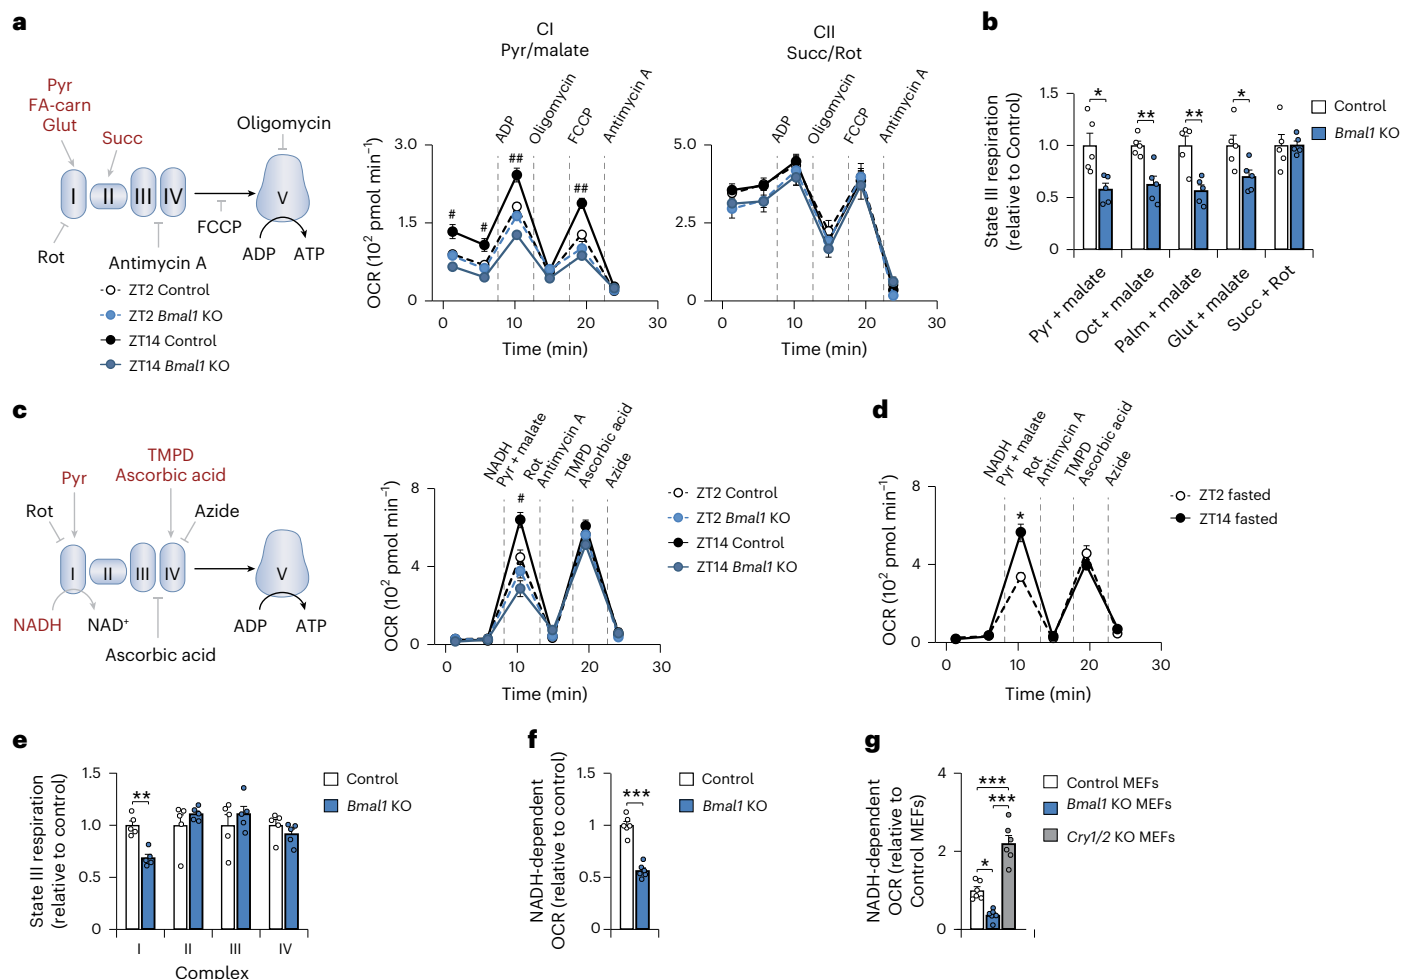 a
Pyr
FA-carn
Glut
Succ
Oligomycin
I
II
III
IV
V
Rot
FCCP
Antimycin A
ADP
ATP
ZT2 Control
ZT2 Bmal1 KO
ZT14 Control
ZT14 Bmal1 KO
CI
Pyr/malate
ADP
Oligomycin
FCCP
Antimycin A
OCR (10² pmol min⁻¹)
3.0
1.5
0
#
#
##
##
0
10
20
30
Time (min)
CII
Succ/Rot
ADP
Oligomycin
FCCP
Antimycin A
5.0
2.5
0
0
10
20
30
Time (min)
b
State III respiration
(relative to Control)
1.5
1.0
0.5
0
*
**
**
*
Control
Bmal1 KO
Pyr + malate
Oct + malate
Palm + malate
Glut + malate
Succ + Rot
c
TMPD
Ascorbic acid
Pyr
Rot
Azide
I
II
III
IV
V
NADH
NAD⁺
ADP
ATP
Ascorbic acid
NADH
Pyr + malate
Rot
Antimycin A
TMPD
Ascorbic acid
Azide
OCR (10² pmol min⁻¹)
8
4
0
#
0
10
20
30
Time (min)
ZT2 Control
ZT2 Bmal1 KO
ZT14 Control
ZT14 Bmal1 KO
d
NADH
Pyr + malate
Rot
Antimycin A
TMPD
Ascorbic acid
Azide
OCR (10² pmol min⁻¹)
8
4
0
*
0
10
20
30
Time (min)
ZT2 fasted
ZT14 fasted
e
State III respiration
(relative to control)
1.5
1.0
0.5
0
**
I
II
III
IV
Complex
Control
Bmal1 KO
f
NADH-dependent
OCR (relative to control)
1.5
1
0.5
0
***
Control
Bmal1 KO
g
NADH-dependent
OCR (relative to
Control MEFs)
4
2
0
***
***
*
Control MEFs
Bmal1 KO MEFs
Cry1/2 KO MEFs